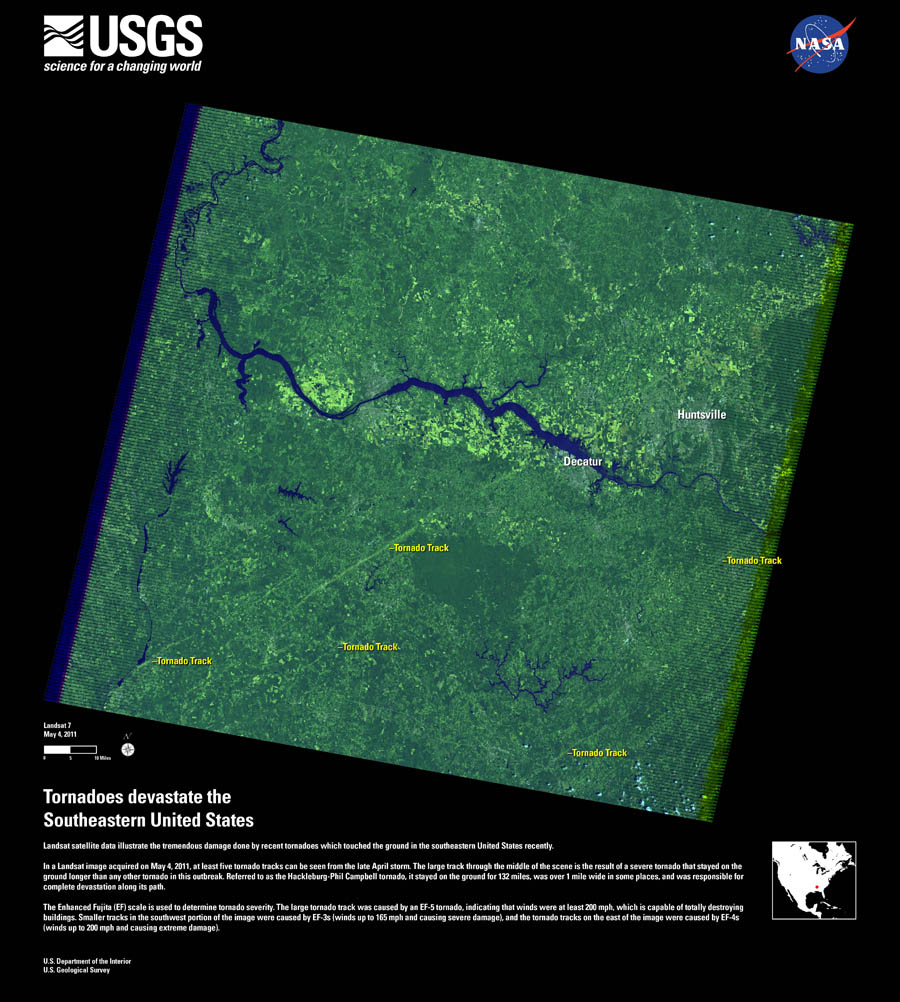 USGS
science for a changing world
NASA
Huntsville
Decatur
–Tornado Track
–Tornado Track
–Tornado Track
–Tornado Track
–Tornado Track
Landsat 7
May 4, 2011
N
0 5 10 Miles
Tornadoes devastate the
Southeastern United States
Landsat satellite data illustrate the tremendous damage done by recent tornadoes which touched the ground in the southeastern United States recently.
In a Landsat image acquired on May 4, 2011, at least five tornado tracks can be seen from the late April storm. The large track through the middle of the scene is the result of a severe tornado that stayed on the
ground longer than any other tornado in this outbreak. Referred to as the Hackleburg-Phil Campbell tornado, it stayed on the ground for 132 miles, was over 1 mile wide in some places, and was responsible for
complete devastation along its path.
The Enhanced Fujita (EF) scale is used to determine tornado severity. The large tornado track was caused by an EF-5 tornado, indicating that winds were at least 200 mph, which is capable of totally destroying
buildings. Smaller tracks in the southwest portion of the image were caused by EF-3s (winds up to 165 mph and causing severe damage), and the tornado tracks on the east of the image were caused by EF-4s
(winds up to 200 mph and causing extreme damage).
U.S. Department of the Interior
U.S. Geological Survey